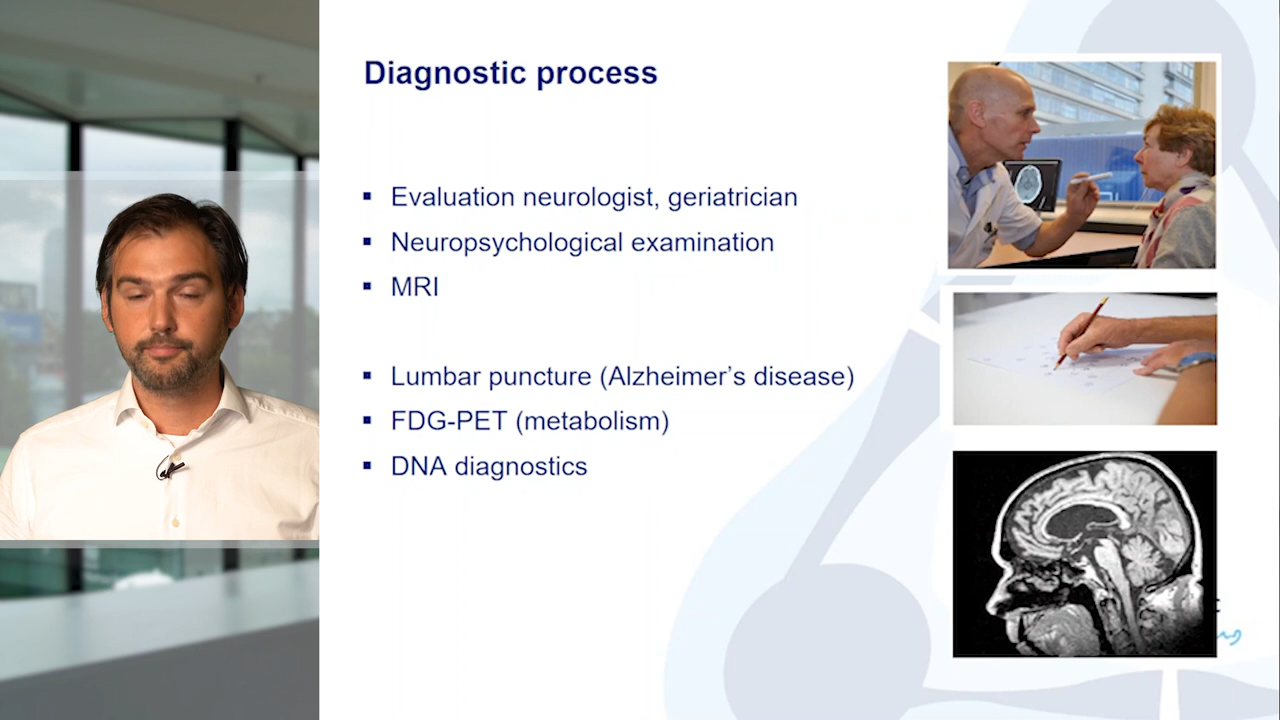 Diagnostic process
▪ Evaluation neurologist, geriatrician
▪ Neuropsychological examination
▪ MRI
▪ Lumbar puncture (Alzheimer’s disease)
▪ FDG-PET (metabolism)
▪ DNA diagnostics